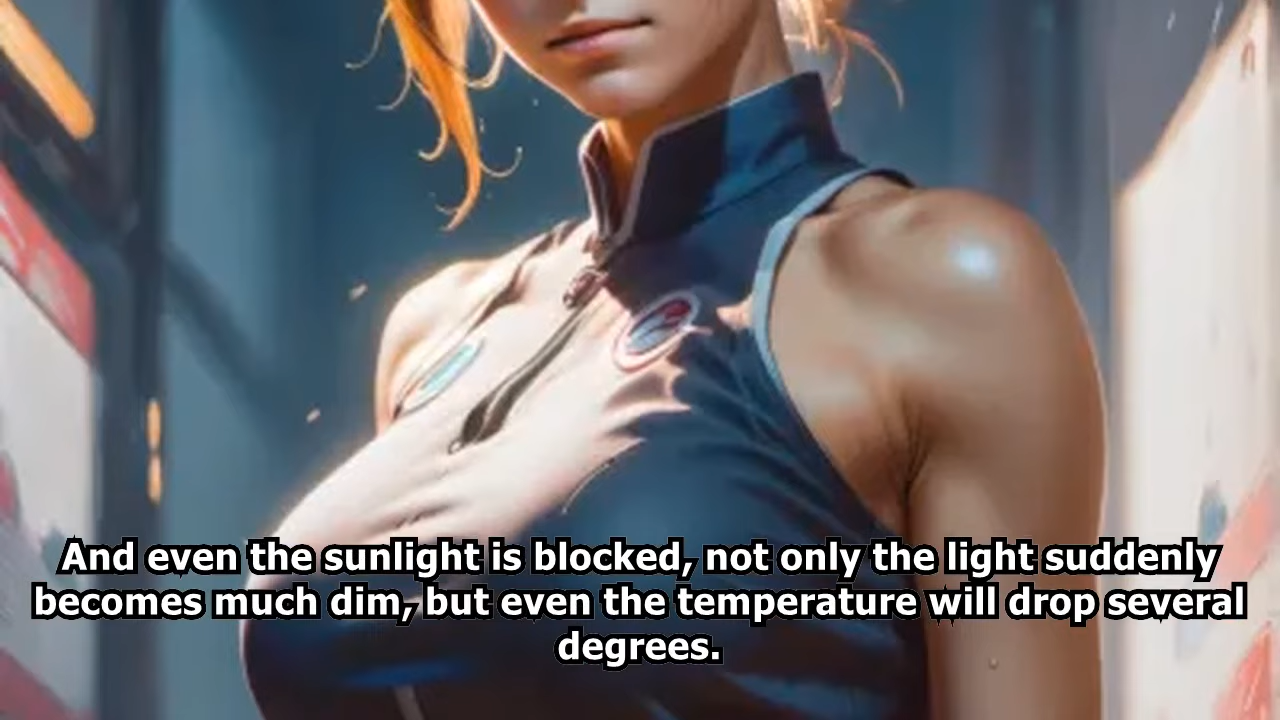 And even the sunlight is blocked, not only the light suddenly
becomes much dim, but even the temperature will drop several
degrees.